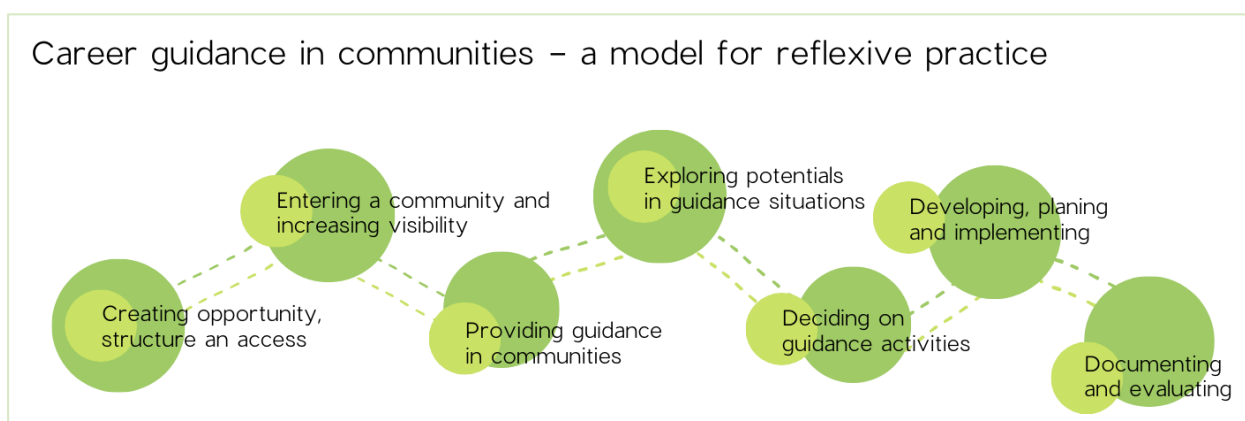 Career guidance in communities – a model for reflexive practice
Creating opportunity,
structure an access
Entering a community and
increasing visibility
Providing guidance
in communities
Exploring potentials
in guidance situations
Deciding on
guidance activities
Developing, planing
and implementing
Documenting
and evaluating